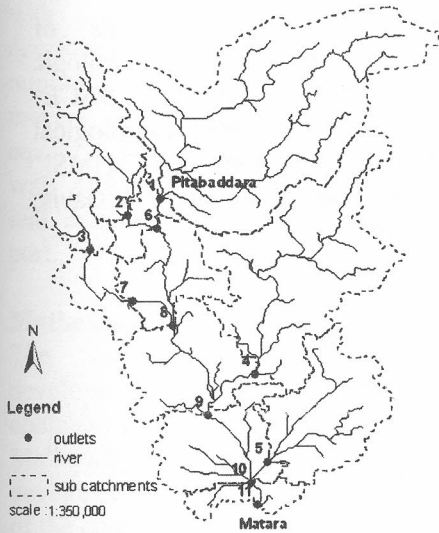 1
Pitabaddara
2
6
3
7
8
N
4
Legend
9
outlets
5
river
10
sub catchments
11
scale :1:350,000
Matara